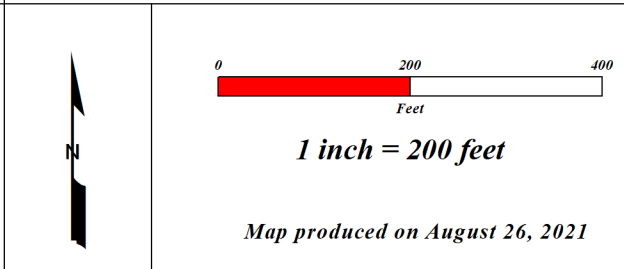 0 200 400
Feet
N
1 inch = 200 feet
Map produced on August 26, 2021